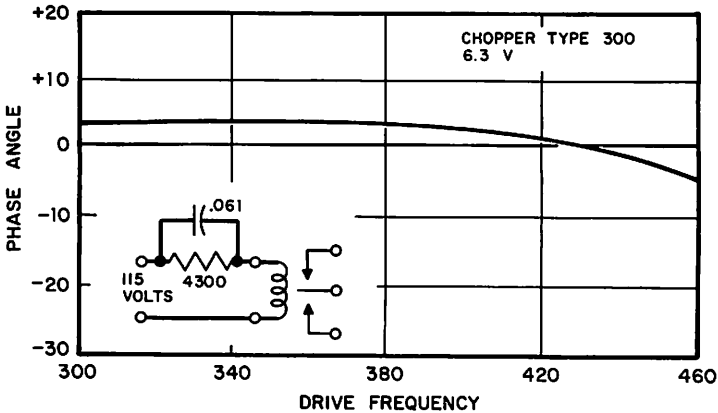 +20
CHOPPER TYPE 300
6.3 V
+10
0
-10
-20
-30
PHASE ANGLE
.061
4300
115
VOLTS
300
340
380
420
460
DRIVE FREQUENCY